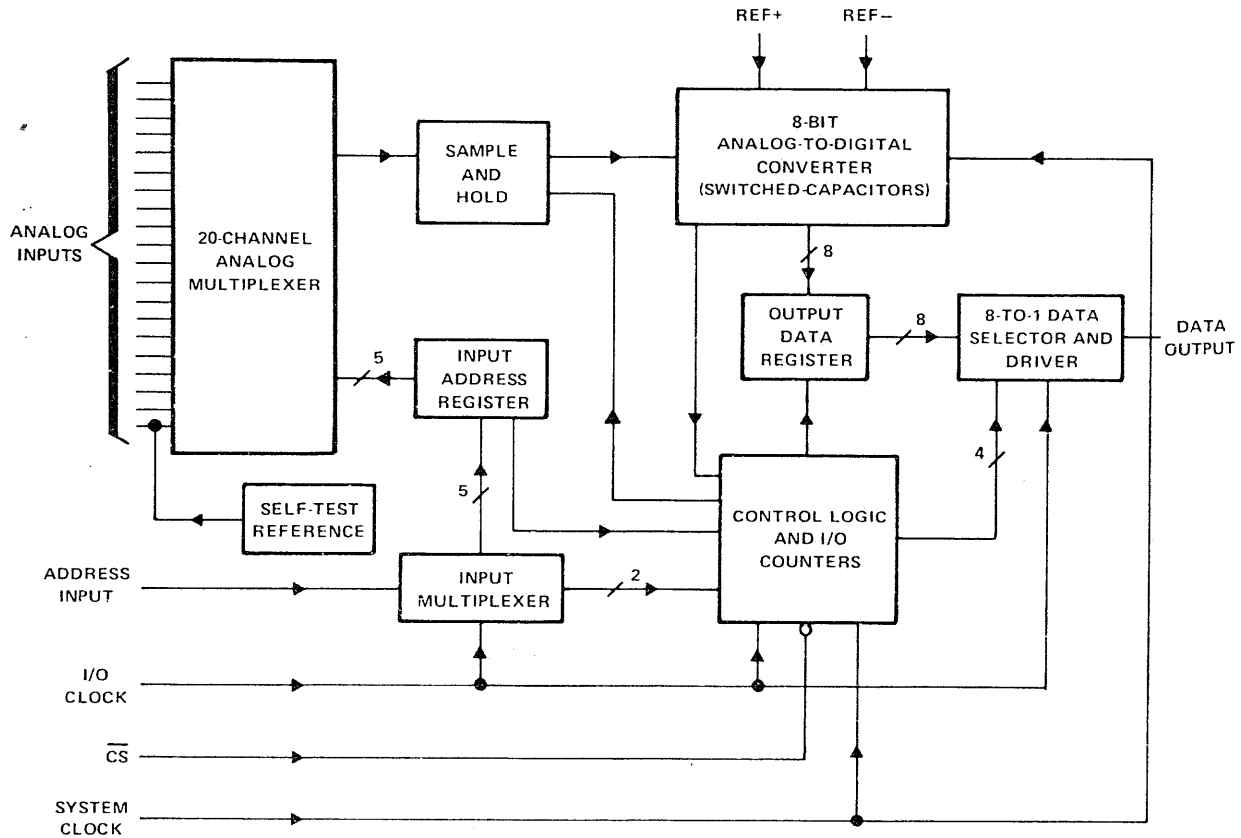 REF+
REF−
ANALOG
INPUTS
20-CHANNEL
ANALOG
MULTIPLEXER
SAMPLE
AND
HOLD
8-BIT
ANALOG-TO-DIGITAL
CONVERTER
(SWITCHED-CAPACITORS)
8
OUTPUT
DATA
REGISTER
8
8-TO-1 DATA
SELECTOR AND
DRIVER
DATA
OUTPUT
5
INPUT
ADDRESS
REGISTER
4
5
SELF-TEST
REFERENCE
CONTROL LOGIC
AND I/O
COUNTERS
ADDRESS
INPUT
INPUT
MULTIPLEXER
2
I/O
CLOCK
C̅S̅
SYSTEM
CLOCK